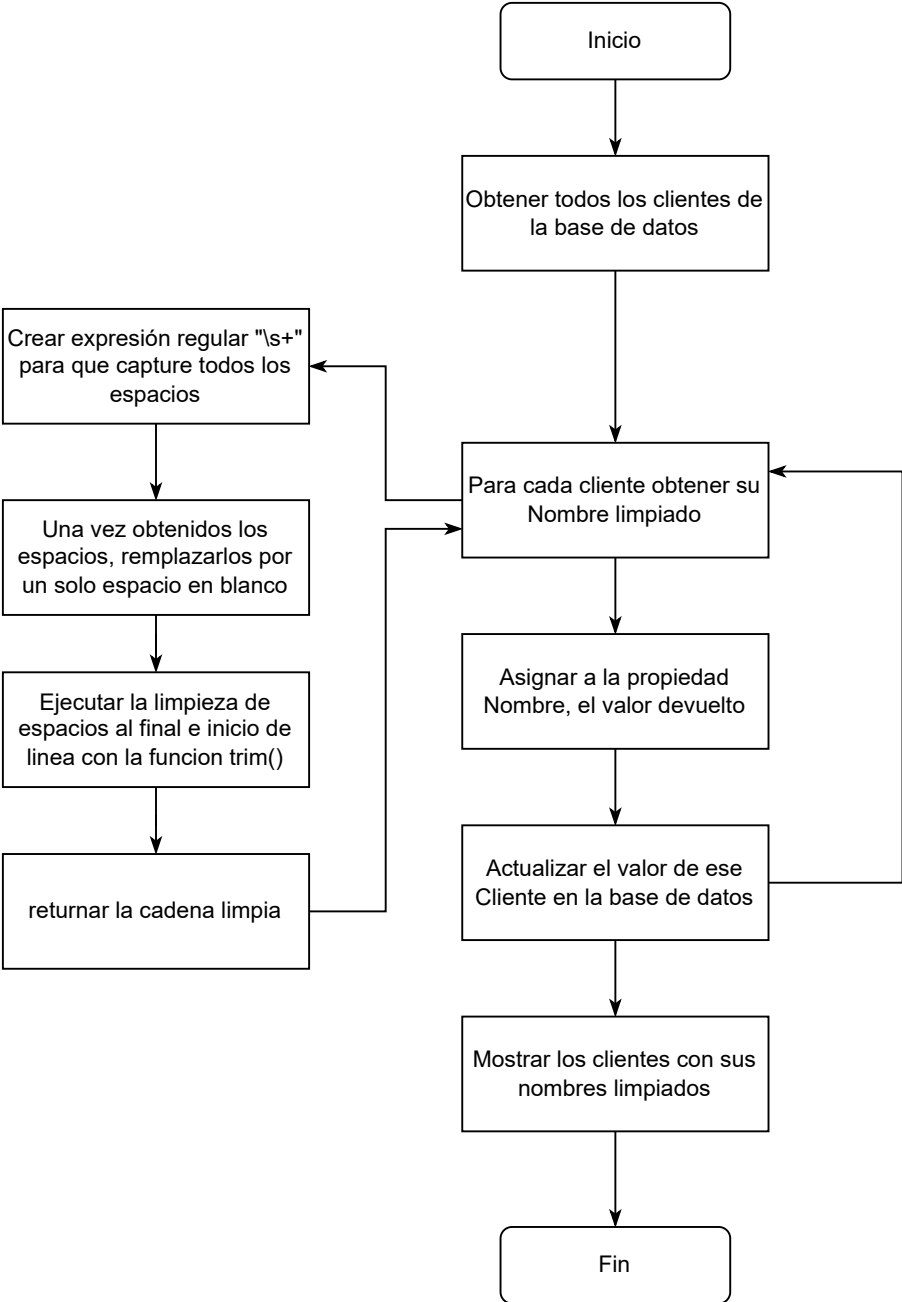 Inicio
Obtener todos los clientes de
la base de datos
Crear expresión regular "\s+"
para que capture todos los
espacios
Para cada cliente obtener su
Nombre limpiado
Una vez obtenidos los
espacios, remplazarlos por
un solo espacio en blanco
Asignar a la propiedad
Nombre, el valor devuelto
Ejecutar la limpieza de
espacios al final e inicio de
linea con la funcion trim()
Actualizar el valor de ese
Cliente en la base de datos
returnar la cadena limpia
Mostrar los clientes con sus
nombres limpiados
Fin